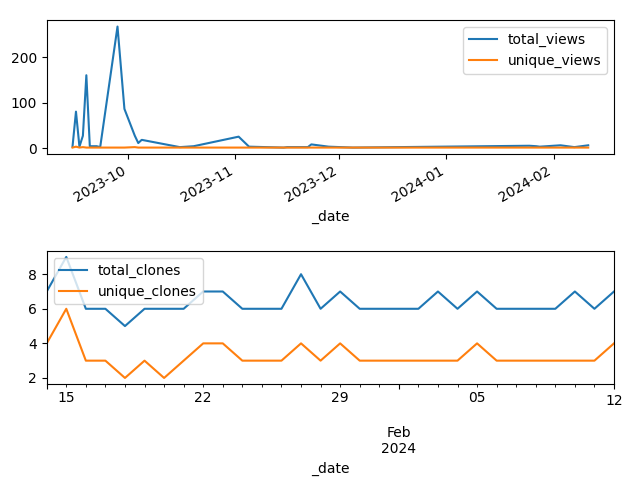 200
100
0
total_views
unique_views
2023-10
2023-11
2023-12
2024-01
2024-02
_date
8
6
4
2
total_clones
unique_clones
15
22
29
05
12
Feb
2024
_date